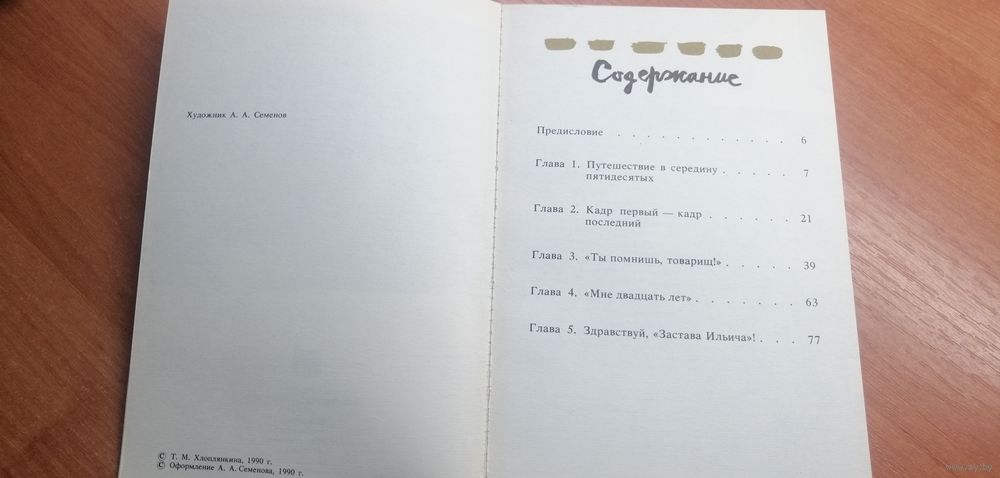 Художник А. А. Семенов
© Т. М. Хлоплянкина, 1990 г.
© Оформление А. А. Семенова, 1990 г.
Содержание
Предисловие . . . . . . . . . . . . 6
Глава 1. Путешествие в середину . . . . . 7
пятидесятых
Глава 2. Кадр первый — кадр . . . . . . 21
последний
Глава 3. «Ты помнишь, товарищ!» . . . . . 39
Глава 4. «Мне двадцать лет» . . . . . . . 63
Глава 5. Здравствуй, «Застава Ильича»! . . . 77